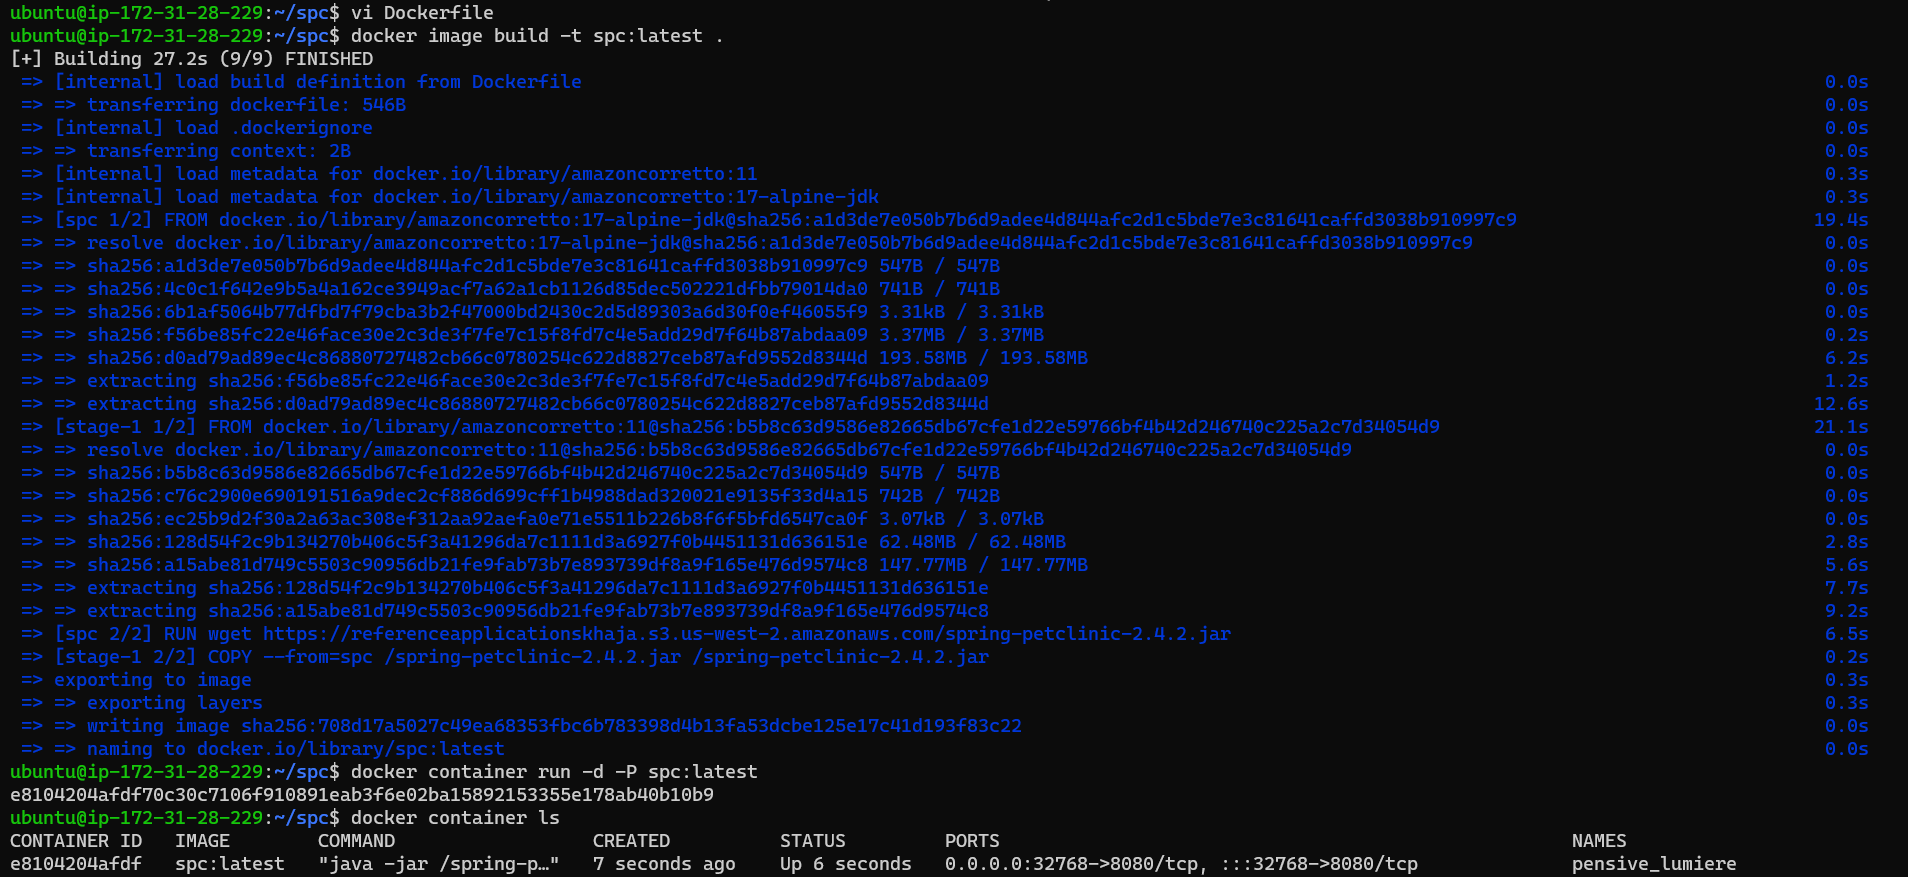 ubuntu@ip-172-31-28-229:~/spc$ vi Dockerfile
ubuntu@ip-172-31-28-229:~/spc$ docker image build -t spc:latest .
[+] Building 27.2s (9/9) FINISHED
=> [internal] load build definition from Dockerfile 0.0s
=> => transferring dockerfile: 546B 0.0s
=> [internal] load .dockerignore 0.0s
=> => transferring context: 2B 0.0s
=> [internal] load metadata for docker.io/library/amazoncorretto:11 0.3s
=> [internal] load metadata for docker.io/library/amazoncorretto:17-alpine-jdk 0.3s
=> [spc 1/2] FROM docker.io/library/amazoncorretto:17-alpine-jdk@sha256:a1d3de7e050b7b6d9adee4d844afc2d1c5bde7e3c81641caffd3038b910997c9 19.4s
=> => resolve docker.io/library/amazoncorretto:17-alpine-jdk@sha256:a1d3de7e050b7b6d9adee4d844afc2d1c5bde7e3c81641caffd3038b910997c9 0.0s
=> => sha256:a1d3de7e050b7b6d9adee4d844afc2d1c5bde7e3c81641caffd3038b910997c9 547B / 547B 0.0s
=> => sha256:4c0c1f642e9b5a4a162ce3949acf7a62a1cb1126d85dec502221dfbb79014da0 741B / 741B 0.0s
=> => sha256:6b1af5064b77dfbd7f79cba3b2f47000bd2430c2d5d89303a6d30f0ef46055f9 3.31kB / 3.31kB 0.0s
=> => sha256:f56be85fc22e46face30e2c3de3f7fe7c15f8fd7c4e5add29d7f64b87abdaa09 3.37MB / 3.37MB 0.2s
=> => sha256:d0ad79ad89ec4c86880727482cb66c0780254c622d8827ceb87afd9552d8344d 193.58MB / 193.58MB 6.2s
=> => extracting sha256:f56be85fc22e46face30e2c3de3f7fe7c15f8fd7c4e5add29d7f64b87abdaa09 1.2s
=> => extracting sha256:d0ad79ad89ec4c86880727482cb66c0780254c622d8827ceb87afd9552d8344d 12.6s
=> [stage-1 1/2] FROM docker.io/library/amazoncorretto:11@sha256:b5b8c63d9586e82665db67cfe1d22e59766bf4b42d246740c225a2c7d34054d9 21.1s
=> => resolve docker.io/library/amazoncorretto:11@sha256:b5b8c63d9586e82665db67cfe1d22e59766bf4b42d246740c225a2c7d34054d9 0.0s
=> => sha256:b5b8c63d9586e82665db67cfe1d22e59766bf4b42d246740c225a2c7d34054d9 547B / 547B 0.0s
=> => sha256:c76c2900e690191516a9dec2cf886d699cff1b4988dad320021e9135f33d4a15 742B / 742B 0.0s
=> => sha256:ec25b9d2f30a2a63ac308ef312aa92aefa0e71e5511b226b8f6f5bfd6547ca0f 3.07kB / 3.07kB 0.0s
=> => sha256:128d54f2c9b134270b406c5f3a41296da7c1111d3a6927f0b4451131d636151e 62.48MB / 62.48MB 2.8s
=> => sha256:a15abe81d749c5503c90956db21fe9fab73b7e893739df8a9f165e476d9574c8 147.77MB / 147.77MB 5.6s
=> => extracting sha256:128d54f2c9b134270b406c5f3a41296da7c1111d3a6927f0b4451131d636151e 7.7s
=> => extracting sha256:a15abe81d749c5503c90956db21fe9fab73b7e893739df8a9f165e476d9574c8 9.2s
=> [spc 2/2] RUN wget https://referenceapplicationskhaja.s3.us-west-2.amazonaws.com/spring-petclinic-2.4.2.jar 6.5s
=> [stage-1 2/2] COPY --from=spc /spring-petclinic-2.4.2.jar /spring-petclinic-2.4.2.jar 0.2s
=> exporting to image 0.3s
=> => exporting layers 0.3s
=> => writing image sha256:708d17a5027c49ea68353fbc6b783398d4b13fa53dcbe125e17c41d193f83c22 0.0s
=> => naming to docker.io/library/spc:latest 0.0s
ubuntu@ip-172-31-28-229:~/spc$ docker container run -d -P spc:latest
e8104204afdf70c30c7106f910891eab3f6e02ba15892153355e178ab40b10b9
ubuntu@ip-172-31-28-229:~/spc$ docker container ls
CONTAINER ID IMAGE COMMAND CREATED STATUS PORTS NAMES
e8104204afdf spc:latest "java -jar /spring-p…" 7 seconds ago Up 6 seconds 0.0.0.0:32768->8080/tcp, :::32768->8080/tcp pensive_lumiere